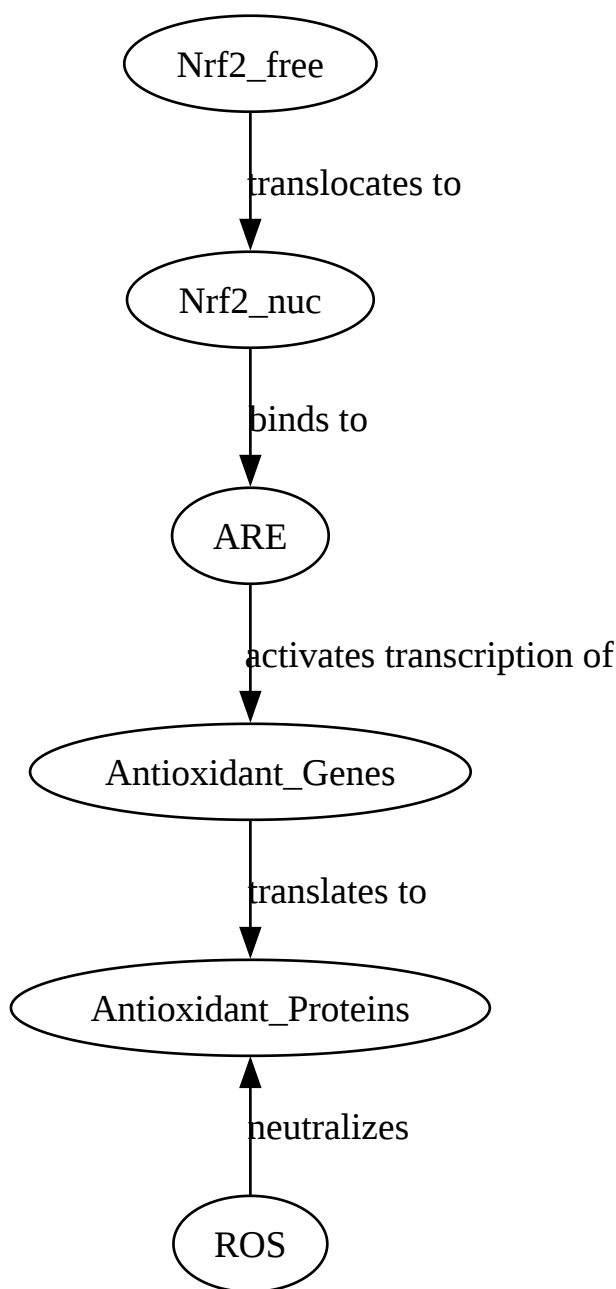 Nrf2_free
translocates to
Nrf2_nuc
binds to
ARE
activates transcription of
Antioxidant_Genes
translates to
Antioxidant_Proteins
neutralizes
ROS